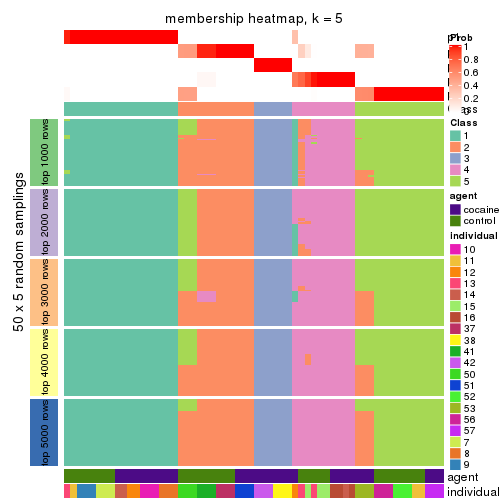 membership heatmap, k = 5
Prob
1
0.8
0.6
0.4
0.2
0
Class
1
2
3
4
5
agent
cocaine
control
individual
10
11
12
13
14
15
16
37
38
41
42
50
51
52
53
56
57
7
8
9
50 x 5 random samplings
top 1000 rows
top 2000 rows
top 3000 rows
top 4000 rows
top 5000 rows
agent
individual